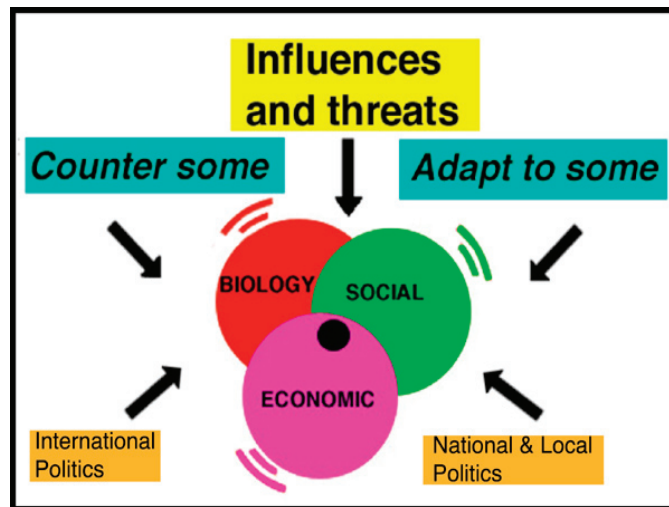 Influences
and threats
Counter some
Adapt to some
BIOLOGY
SOCIAL
ECONOMIC
International
Politics
National & Local
Politics